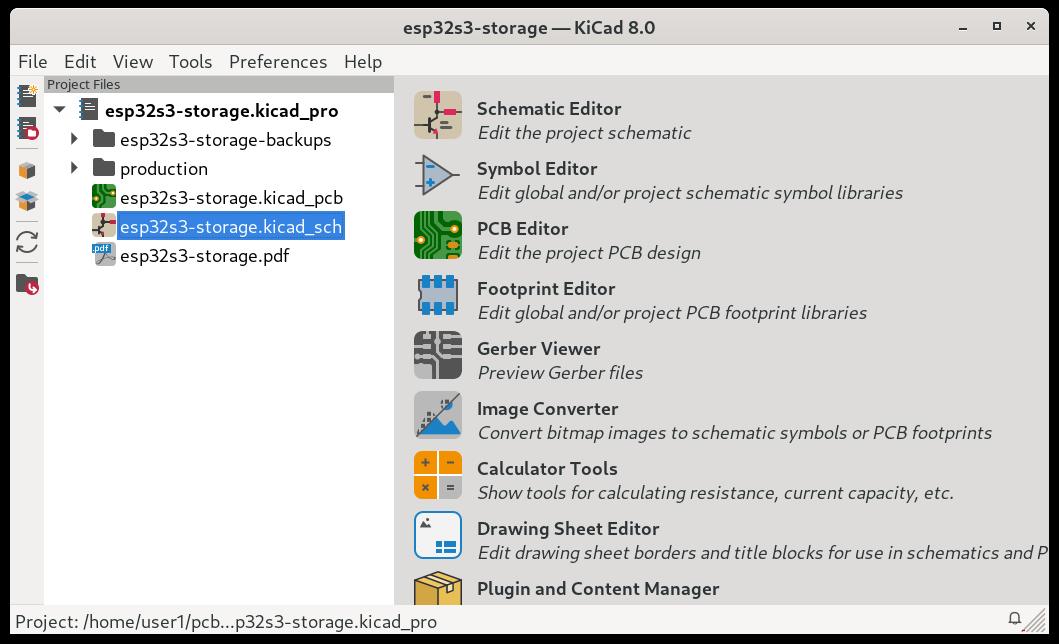 esp32s3-storage — KiCad 8.0
File Edit View Tools Preferences Help
Project Files
esp32s3-storage.kicad_pro
esp32s3-storage-backups
production
esp32s3-storage.kicad_pcb
esp32s3-storage.kicad_sch
pdf
esp32s3-storage.pdf
Schematic Editor
Edit the project schematic
Symbol Editor
Edit global and/or project schematic symbol libraries
PCB Editor
Edit the project PCB design
Footprint Editor
Edit global and/or project PCB footprint libraries
Gerber Viewer
Preview Gerber files
Image Converter
Convert bitmap images to schematic symbols or PCB footprints
Calculator Tools
Show tools for calculating resistance, current capacity, etc.
Drawing Sheet Editor
Edit drawing sheet borders and title blocks for use in schematics and P
Plugin and Content Manager
Project: /home/user1/pcb...p32s3-storage.kicad_pro